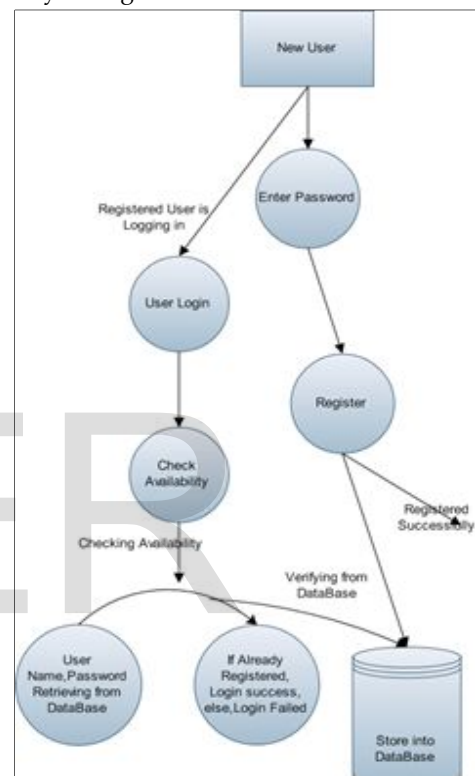 New User
Enter Password
Registered User is
Logging in
User Login
Register
Check
Availability
Registered
Successfully
Checking Availability
Verifying from
DataBase
User
Name,Password
Retrieving from
DataBase
If Already
Registered,
Login success,
else,Login Failed
Store into
DataBase
ER